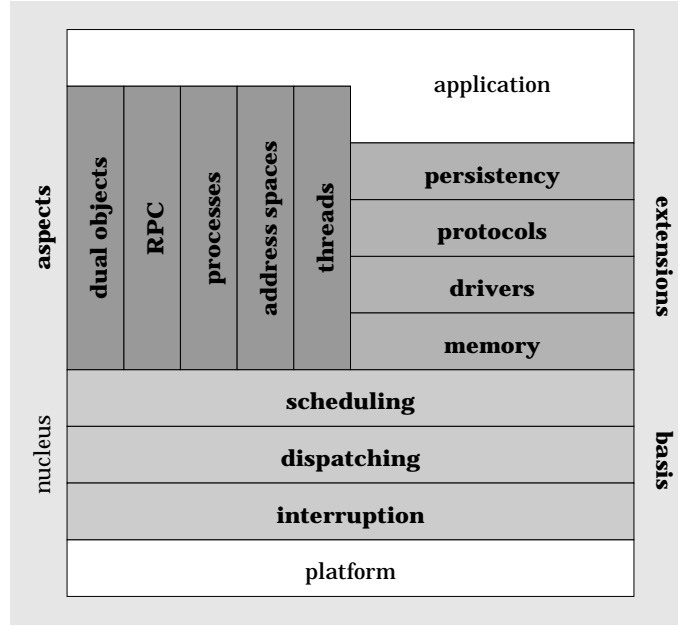 application
aspects
dual objects
RPC
processes
address spaces
threads
persistency
protocols
drivers
memory
extensions
nucleus
scheduling
dispatching
interruption
basis
platform